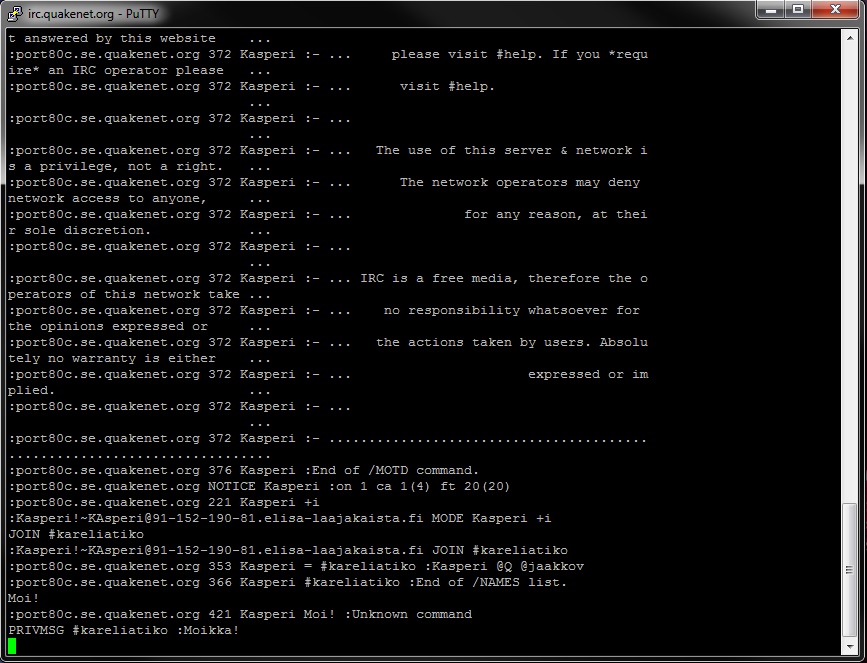 irc.quakenet.org - PuTTY
t answered by this website    ...
:port80c.se.quakenet.org 372 Kasperi :- ...     please visit #help. If you *requ
ire* an IRC operator please   ...
:port80c.se.quakenet.org 372 Kasperi :- ...      visit #help.
...
:port80c.se.quakenet.org 372 Kasperi :- ...
...
:port80c.se.quakenet.org 372 Kasperi :- ...   The use of this server & network i
s a privilege, not a right.   ...
:port80c.se.quakenet.org 372 Kasperi :- ...      The network operators may deny
network access to anyone,     ...
:port80c.se.quakenet.org 372 Kasperi :- ...              for any reason, at thei
r sole discretion.            ...
:port80c.se.quakenet.org 372 Kasperi :- ...
...
:port80c.se.quakenet.org 372 Kasperi :- ... IRC is a free media, therefore the o
perators of this network take ...
:port80c.se.quakenet.org 372 Kasperi :- ...    no responsibility whatsoever for
the opinions expressed or     ...
:port80c.se.quakenet.org 372 Kasperi :- ...   the actions taken by users. Absolu
tely no warranty is either    ...
:port80c.se.quakenet.org 372 Kasperi :- ...                      expressed or im
plied.                        ...
:port80c.se.quakenet.org 372 Kasperi :- ...
...
:port80c.se.quakenet.org 372 Kasperi :- ........................................
.................................
:port80c.se.quakenet.org 376 Kasperi :End of /MOTD command.
:port80c.se.quakenet.org NOTICE Kasperi :on 1 ca 1(4) ft 20(20)
:port80c.se.quakenet.org 221 Kasperi +i
:Kasperi!~KAsperi@91-152-190-81.elisa-laajakaista.fi MODE Kasperi +i
JOIN #kareliatiko
:Kasperi!~KAsperi@91-152-190-81.elisa-laajakaista.fi JOIN #kareliatiko
:port80c.se.quakenet.org 353 Kasperi = #kareliatiko :Kasperi @Q @jaakkov
:port80c.se.quakenet.org 366 Kasperi #kareliatiko :End of /NAMES list.
Moi!
:port80c.se.quakenet.org 421 Kasperi Moi! :Unknown command
PRIVMSG #kareliatiko :Moikka!